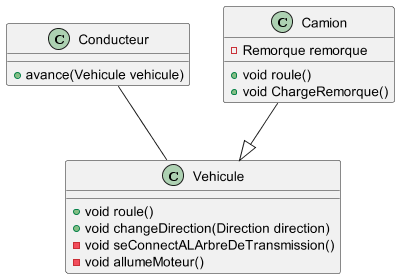 C Conducteur
avance(Vehicule vehicule)
C Camion
Remorque remorque
void roule()
void ChargeRemorque()
C Vehicule
void roule()
void changeDirection(Direction direction)
void seConnectALArbreDeTransmission()
void allumeMoteur()